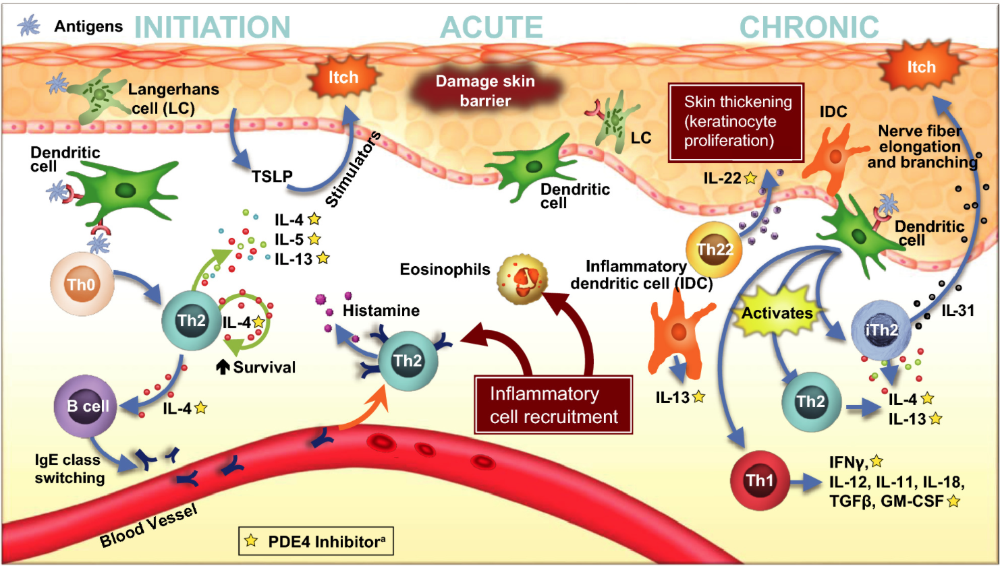 Antigens
INITIATION
ACUTE
CHRONIC
Langerhans
cell (LC)
Itch
Damage skin
barrier
LC
Skin thickening
(keratinocyte
proliferation)
IDC
Itch
Nerve fiber
elongation
and branching
Dendritic
cell
TSLP
Stimulators
Dendritic
cell
IL-22
Dendritic
cell
IL-4
IL-5
IL-13
Th0
Th2
IL-4
Survival
Eosinophils
Th22
Inflammatory
dendritic cell (IDC)
Activates
iTh2
IL-31
Histamine
Th2
B cell
IL-4
Inflammatory
cell recruitment
IL-13
Th2
IL-4
IL-13
IgE class
switching
Blood Vessel
Th1
IFNγ,
IL-12, IL-11, IL-18,
TGFβ, GM-CSF
PDE4 Inhibitorᵃ